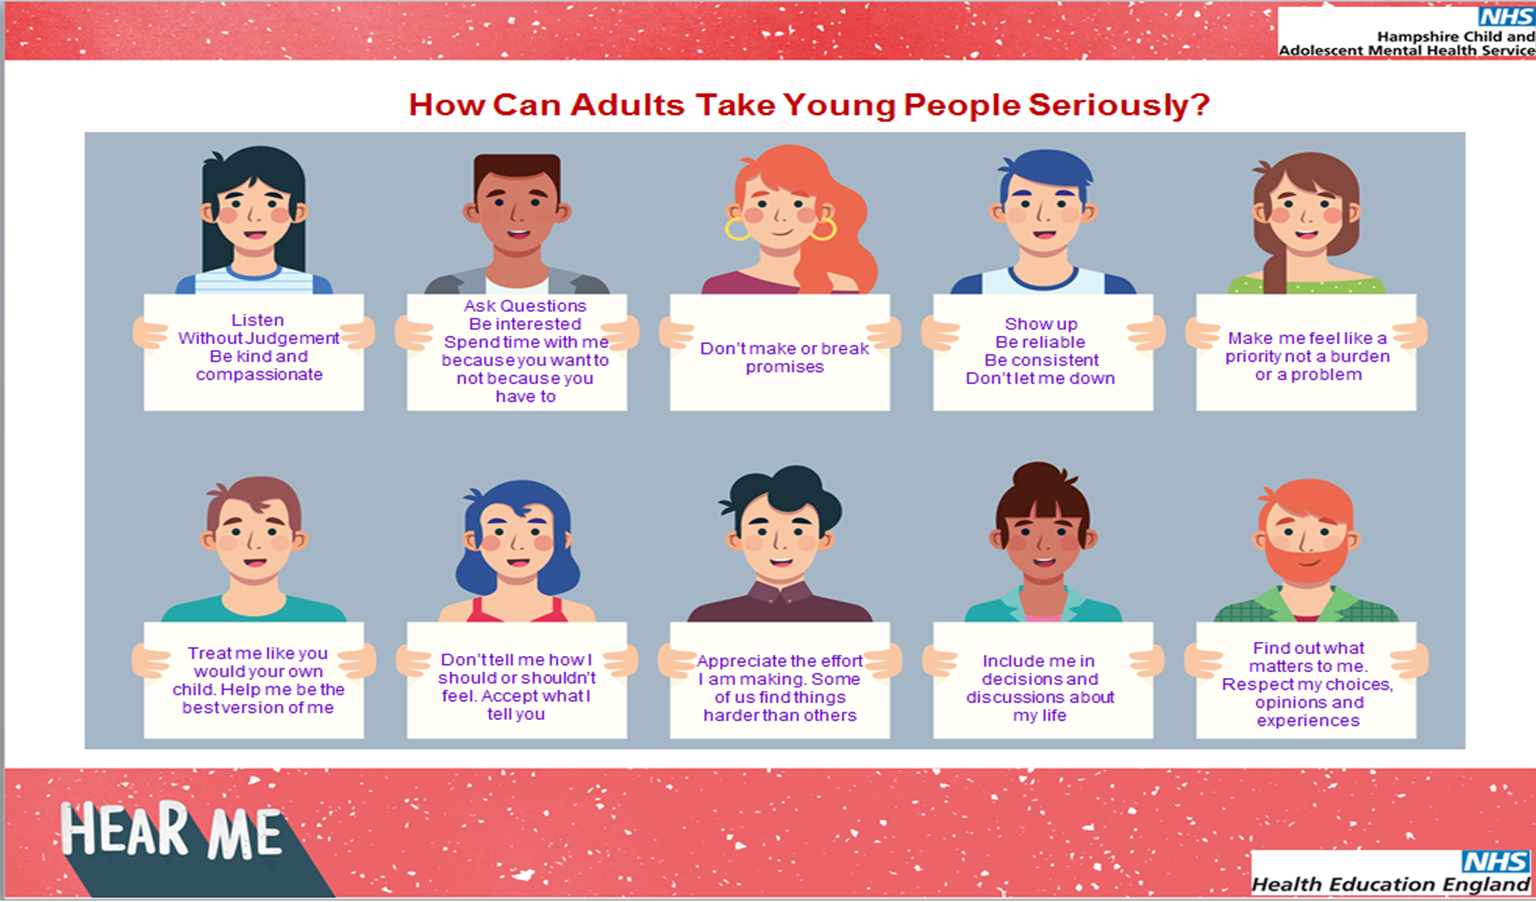 NHS
Hampshire Child and
Adolescent Mental Health Service
How Can Adults Take Young People Seriously?
Listen
Without Judgement
Be kind and
compassionate
Ask Questions
Be interested
Spend time with me
because you want to
not because you
have to
Don't make or break
promises
Show up
Be reliable
Be consistent
Don't let me down
Make me feel like a
priority not a burden
or a problem
Treat me like you
would your own
child. Help me be the
best version of me
Don't tell me how I
should or shouldn't
feel. Accept what I
tell you
Appreciate the effort
I am making. Some
of us find things
harder than others
Include me in
decisions and
discussions about
my life
Find out what
matters to me.
Respect my choices,
opinions and
experiences
HEAR ME
NHS
Health Education England